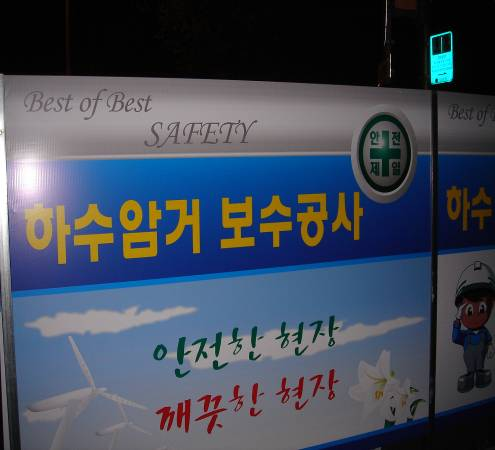 Best of Best
SAFETY
안전제일
하수암거 보수공사
안전한 현장
깨끗한 현장
Best of
하수